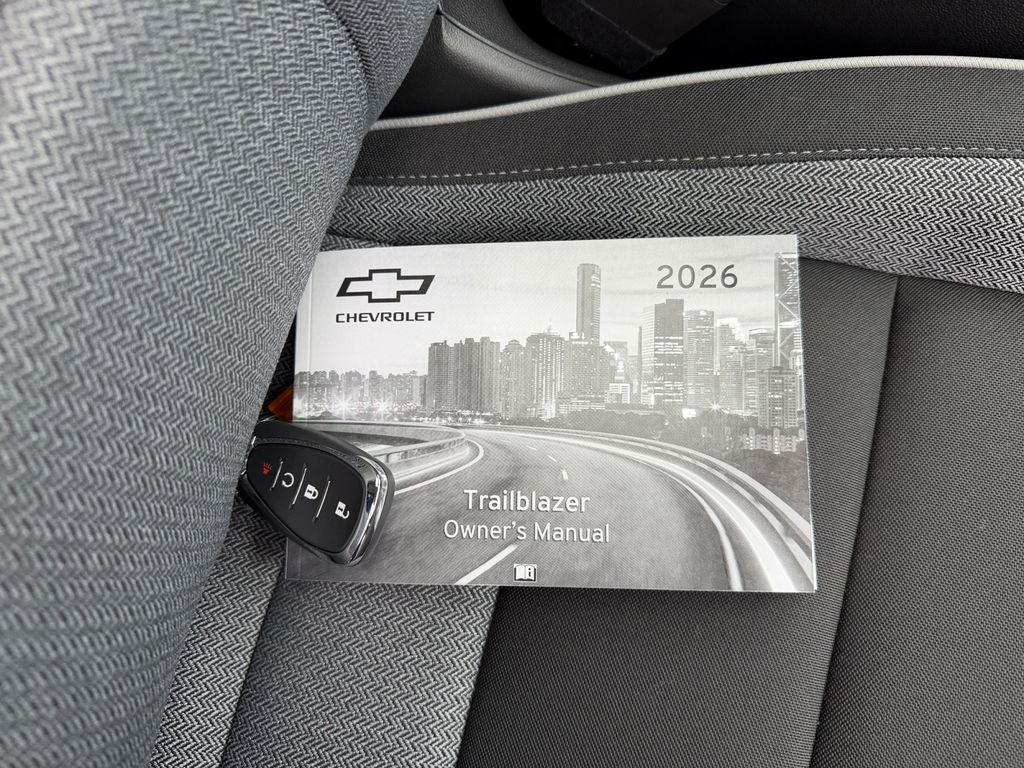 CHEVROLET
2026
Trailblazer
Owner's Manual